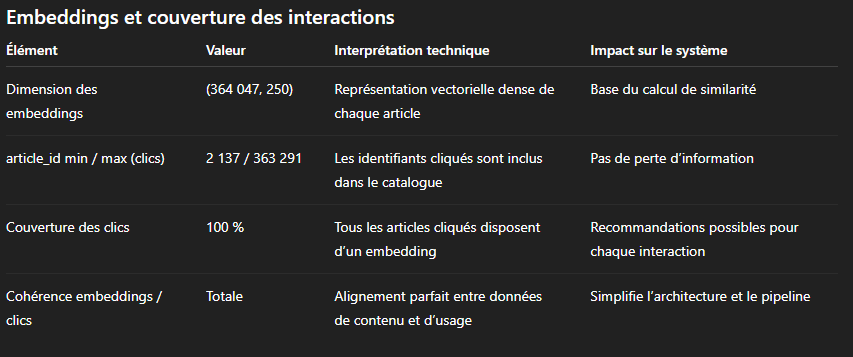 Embeddings et couverture des interactions
Élément Valeur Interprétation technique Impact sur le système
Dimension des embeddings (364 047, 250) Représentation vectorielle dense de chaque article Base du calcul de similarité
article_id min / max (clics) 2 137 / 363 291 Les identifiants cliqués sont inclus dans le catalogue Pas de perte d’information
Couverture des clics 100 % Tous les articles cliqués disposent d’un embedding Recommandations possibles pour chaque interaction
Cohérence embeddings / clics Totale Alignement parfait entre données de contenu et d’usage Simplifie l’architecture et le pipeline